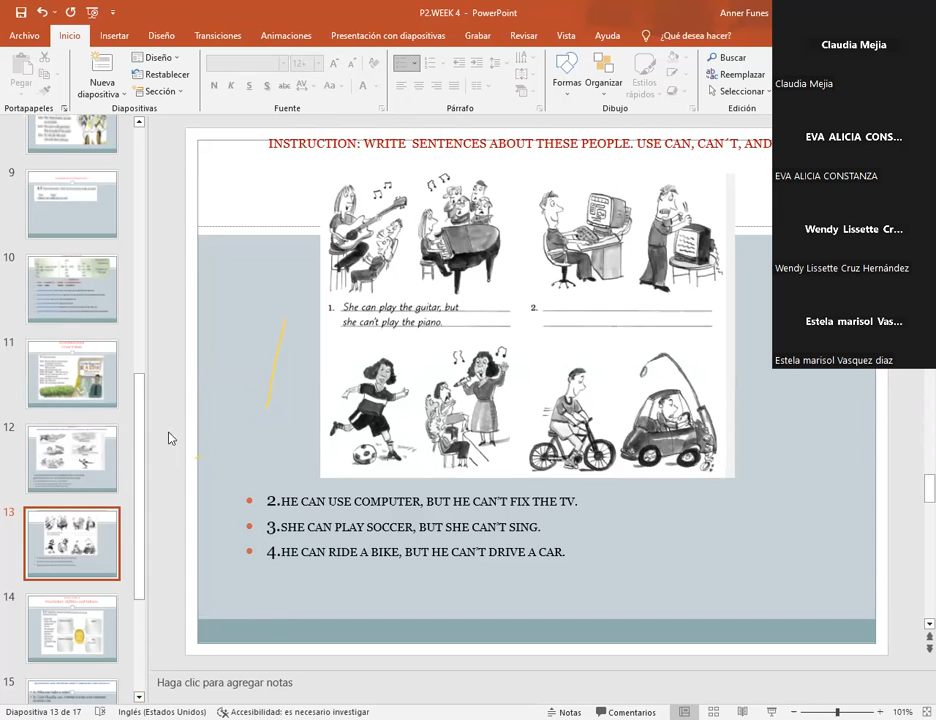 P2.WEEK 4 - PowerPoint
Anner Funes
Archivo Inicio Insertar Diseño Transiciones Animaciones Presentación con diapositivas Grabar Revisar Vista Ayuda ¿Qué desea hacer?
Pegar
Nueva diapositiva
Diseño
Restablecer
Sección
12
N K S abc AV Aa A
Formas
Organizar
Estilos rápidos
Buscar
Reemplazar
Seleccionar
Portapapeles Diapositivas Fuente Párrafo Dibujo Edición
Claudia Mejia
Claudia Mejia
EVA ALICIA CONS...
EVA ALICIA CONSTANZA
Wendy Lissette Cr...
Wendy Lissette Cruz Hernández
Estela marisol Vas...
Estela marisol Vasquez diaz
9
10
11
12
13
14
15
INSTRUCTION: WRITE SENTENCES ABOUT THESE PEOPLE. USE CAN, CAN´T, AND
1. She can play the guitar, but
she can't play the piano.
2.
2.HE CAN USE COMPUTER, BUT HE CAN'T FIX THE TV.
3.SHE CAN PLAY SOCCER, BUT SHE CAN'T SING.
4.HE CAN RIDE A BIKE, BUT HE CAN'T DRIVE A CAR.
Haga clic para agregar notas
Diapositiva 13 de 17 Inglés (Estados Unidos) Accesibilidad: es necesario investigar Notas Comentarios 101%